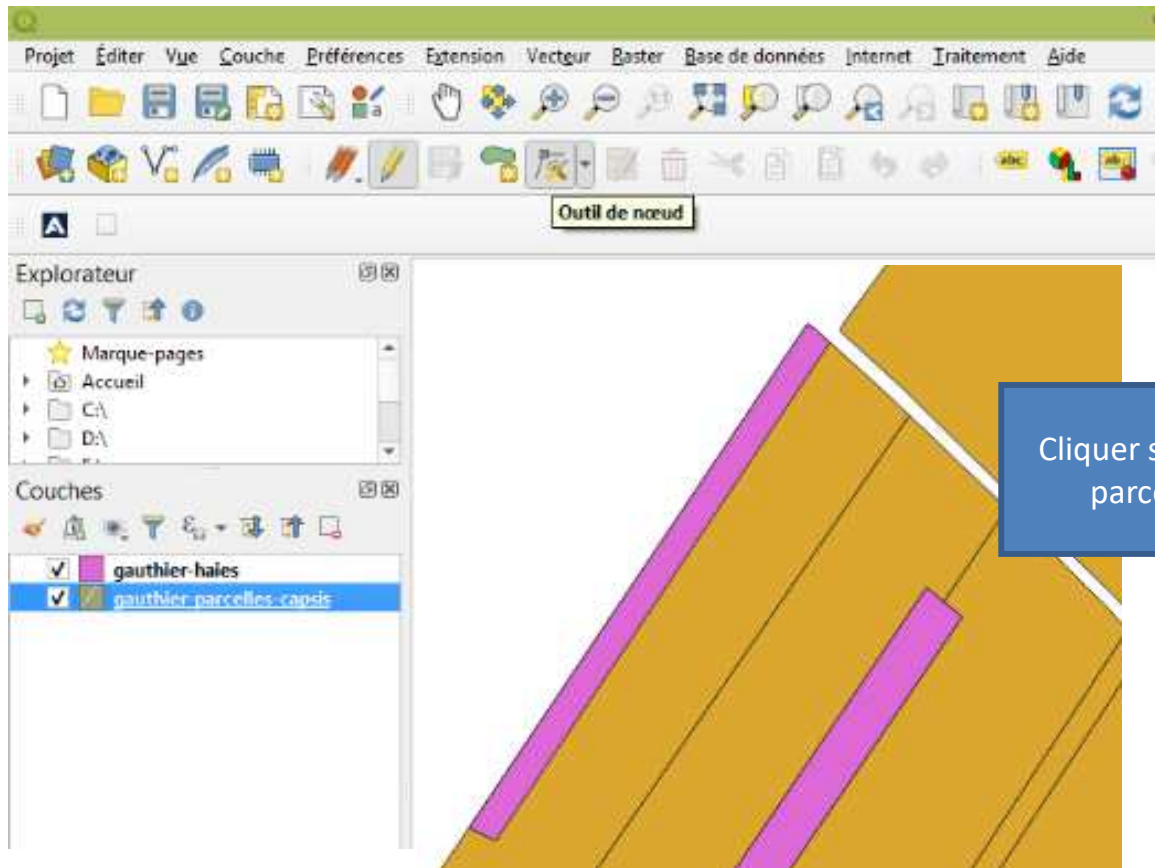 Projet Éditer Vue Couche Préférences Extension Vecteur Raster Base de données Internet Traitement Aide
abc
Outil de nœud
Explorateur
Marque-pages
Accueil
C:\
D:\
Couches
gauthier-haies
gauthier-parcelles-capsis
Cliquer s
parc